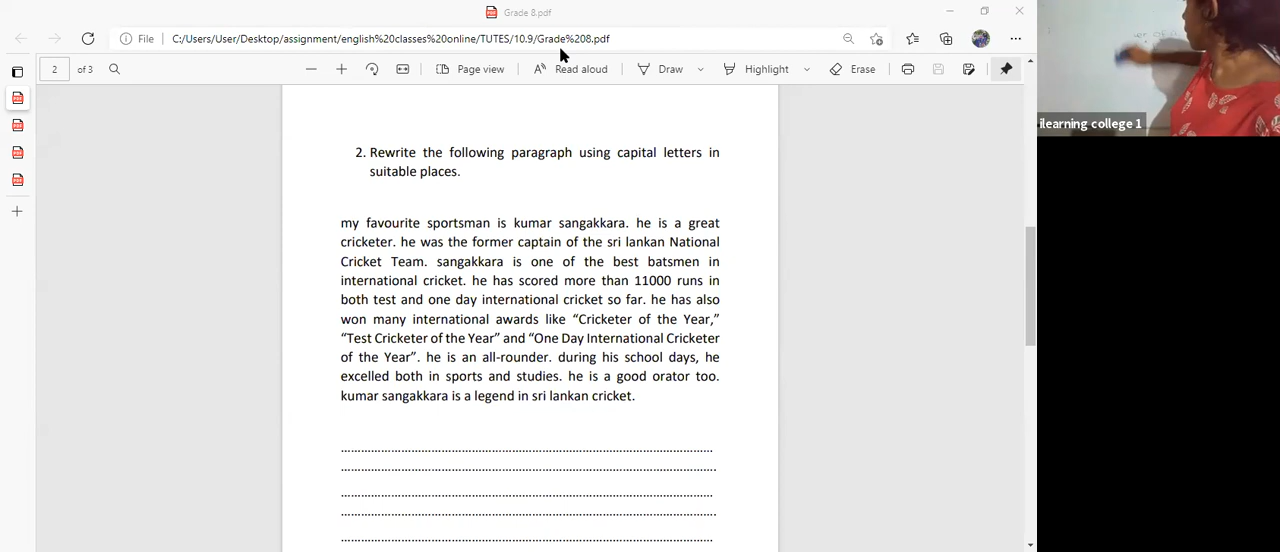 Grade 8.pdf
File C:/Users/User/Desktop/assignment/english%20classes%20online/TUTES/10.9/Grade%208.pdf
2 of 3 Page view Read aloud Draw Highlight Erase
ilearning college 1
2. Rewrite the following paragraph using capital letters in
suitable places.
my favourite sportsman is kumar sangakkara. he is a great
cricketer. he was the former captain of the sri lankan National
Cricket Team. sangakkara is one of the best batsmen in
international cricket. he has scored more than 11000 runs in
both test and one day international cricket so far. he has also
won many international awards like “Cricketer of the Year,”
“Test Cricketer of the Year” and “One Day International Cricketer
of the Year”. he is an all-rounder. during his school days, he
excelled both in sports and studies. he is a good orator too.
kumar sangakkara is a legend in sri lankan cricket.